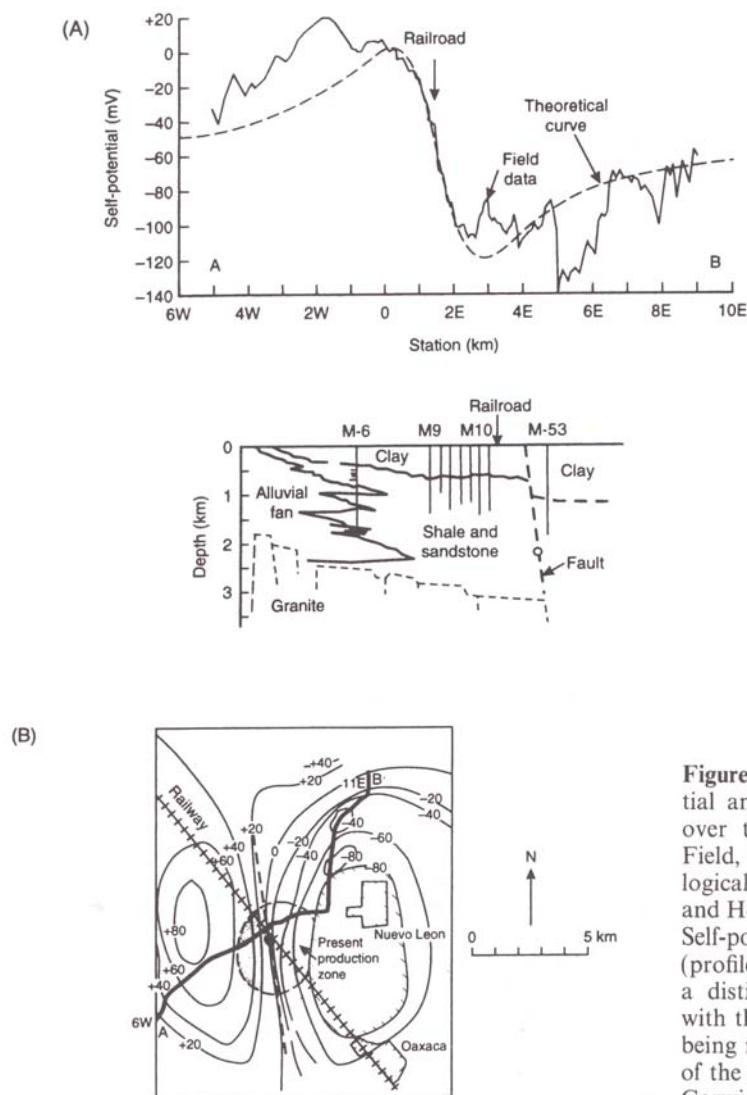 (A)
+20
0
−20
−40
−60
−80
−100
−120
−140
Self-potential (mV)
Railroad
Theoretical
curve
Field
data
A
B
6W 4W 2W 0 2E 4E 6E 8E 10E
Station (km)
Railroad
M-6 M9 M10 M-53
0
1
2
3
Depth (km)
Clay
Clay
Alluvial
fan
Shale and
sandstone
Fault
Granite
(B)
Railway
−+40
+20
11E B
−20
−40
+20
+60
0
−20
−40
−40
−60
−80
−80
+80
+60
+40
Nuevo Leon
Present
production
zone
6W
A
+20
Oaxaca
N
0 5 km
Figure
tial an
over t
Field,
logical
and H
Self-po
(profile
a disti
with th
being r
of the